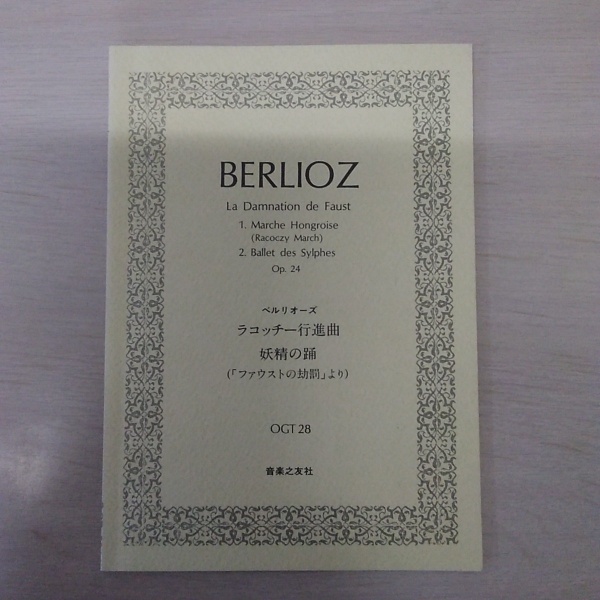 BERLIOZ
La Damnation de Faust
1. Marche Hongroise
(Racoczy March)
2. Ballet des Sylphes
Op. 24
ベルリオーズ
ラコッチー行進曲
妖精の踊
(「ファウストの劫罰」より)
OGT 28
音楽之友社